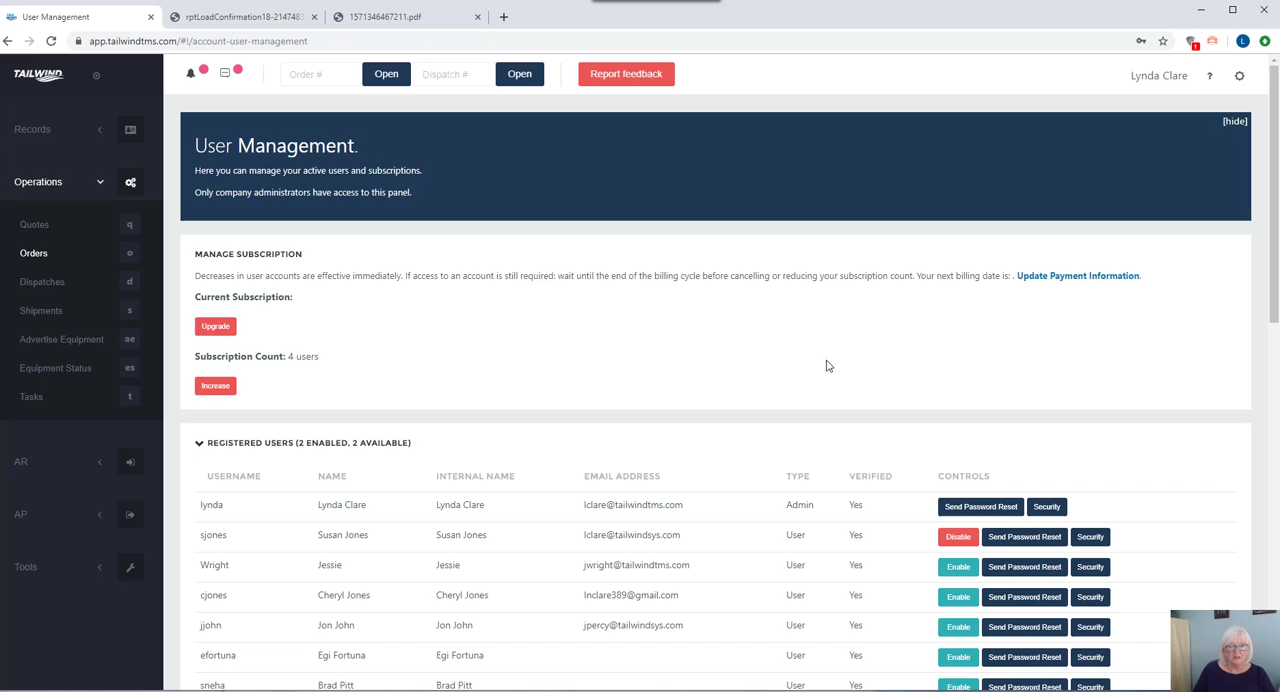 User Management
rptLoadConfirmation18-2147483
1571346467211.pdf
app.tailwindtms.com/#!/account-user-management
TAILWIND
Order #
Open
Dispatch #
Open
Report feedback
Lynda Clare
?
Records
Operations
Quotes q
Orders o
Dispatches d
Shipments s
Advertise Equipment ae
Equipment Status es
Tasks t
AR
AP
Tools
[hide]
User Management.
Here you can manage your active users and subscriptions.
Only company administrators have access to this panel.
MANAGE SUBSCRIPTION
Decreases in user accounts are effective immediately. If access to an account is still required: wait until the end of the billing cycle before cancelling or reducing your subscription count. Your next billing date is: . Update Payment Information.
Current Subscription:
Upgrade
Subscription Count: 4 users
Increase
REGISTERED USERS (2 ENABLED, 2 AVAILABLE)
USERNAME NAME INTERNAL NAME EMAIL ADDRESS TYPE VERIFIED CONTROLS
lynda Lynda Clare Lynda Clare lclare@tailwindtms.com Admin Yes Send Password Reset Security
sjones Susan Jones Susan Jones lclare@tailwindsys.com User Yes Disable Send Password Reset Security
Wright Jessie Jessie jwright@tailwindtms.com User Yes Enable Send Password Reset Security
cjones Cheryl Jones Cheryl Jones lnclare389@gmail.com User Yes Enable Send Password Reset Security
jjohn Jon John Jon John jpercy@tailwindsys.com User Yes Enable Send Password Reset Security
efortuna Egi Fortuna Egi Fortuna User Yes Enable Send Password Reset Security
sneha Brad Pitt Brad Pitt User Yes Enable Send Password Reset Security